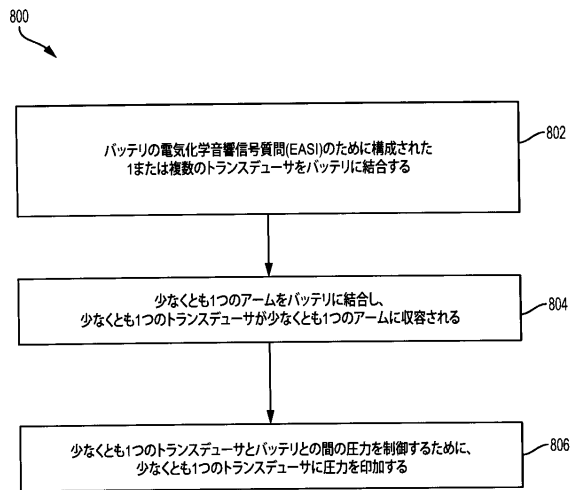 800
バッテリの電気化学音響信号質問(EASI)のために構成された
1または複数のトランスデューサをバッテリに結合する
802
少なくとも1つのアームをバッテリに結合し、
少なくとも1つのトランスデューサが少なくとも1つのアームに収容される
804
少なくとも1つのトランスデューサとバッテリとの間の圧力を制御するために、
少なくとも1つのトランスデューサに圧力を印加する
806